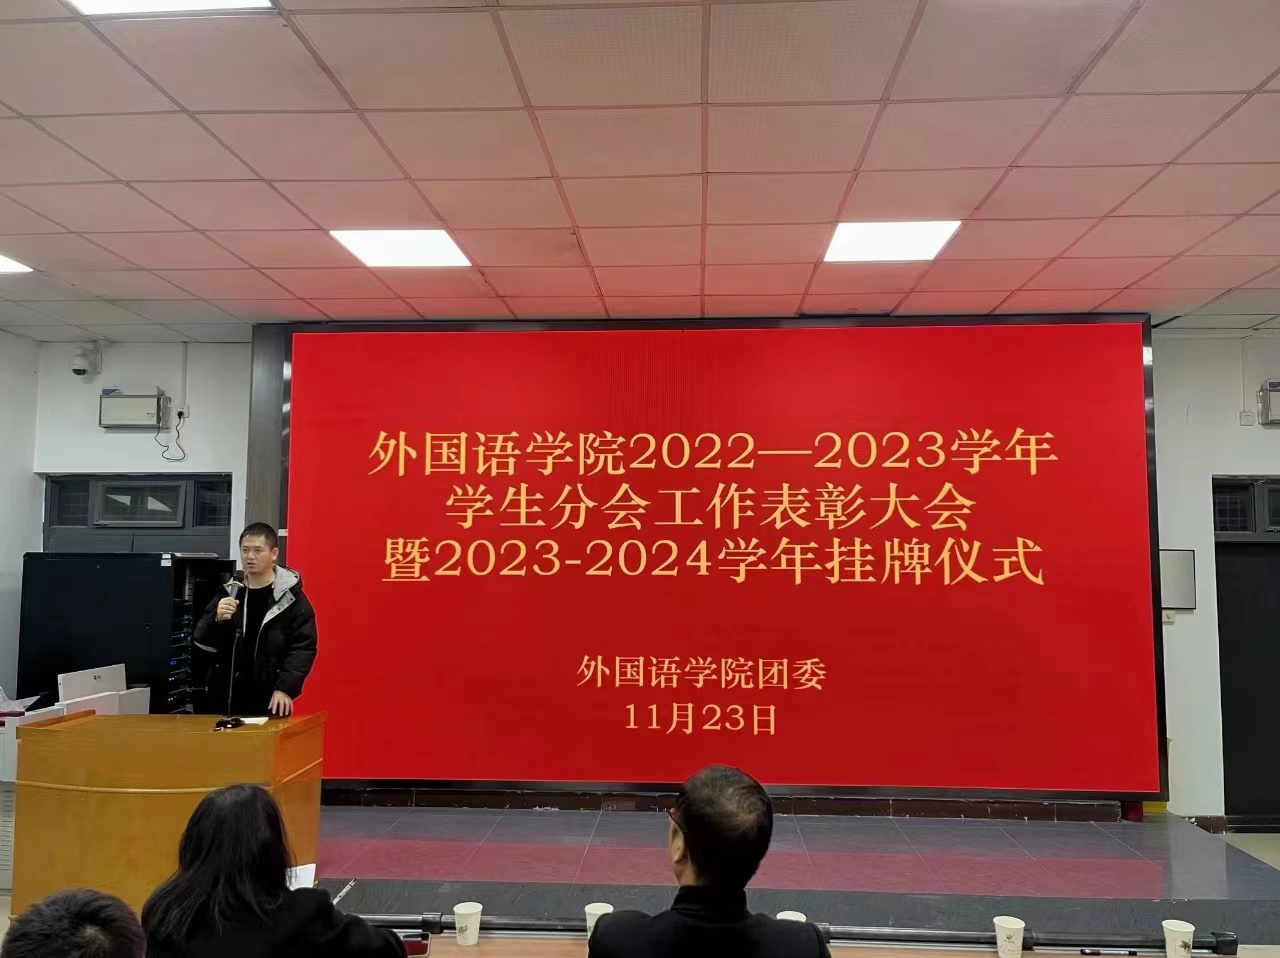 外国语学院2022—2023学年
学生分会工作表彰大会
暨2023-2024学年挂牌仪式
外国语学院团委
11月23日